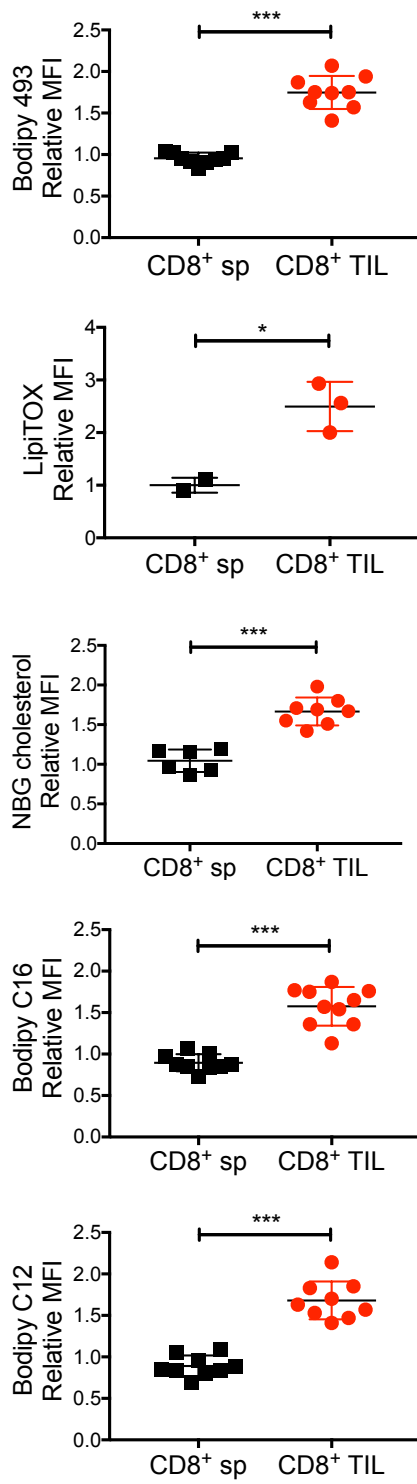 ***
Bodipy 493
Relative MFI
2.5
2.0
1.5
1.0
0.5
0.0
CD8⁺ sp CD8⁺ TIL
*
LipiTOX
Relative MFI
4
3
2
1
0
CD8⁺ sp CD8⁺ TIL
***
NBG cholesterol
Relative MFI
2.5
2.0
1.5
1.0
0.5
0.0
CD8⁺ sp CD8⁺ TIL
***
Bodipy C16
Relative MFI
2.5
2.0
1.5
1.0
0.5
0.0
CD8⁺ sp CD8⁺ TIL
***
Bodipy C12
Relative MFI
2.5
2.0
1.5
1.0
0.5
0.0
CD8⁺ sp CD8⁺ TIL